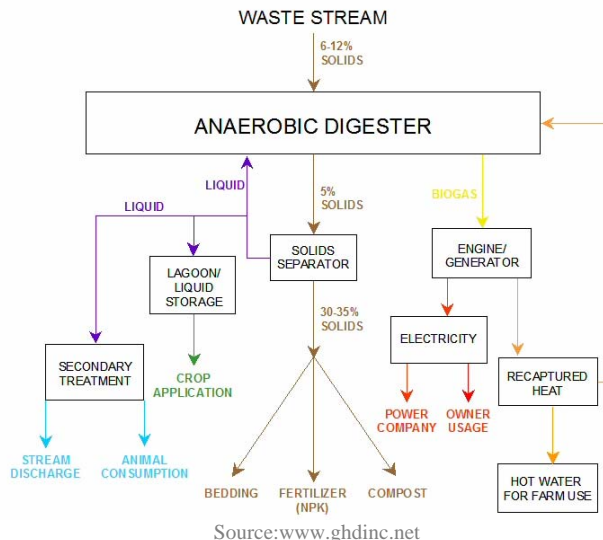 WASTE STREAM
6-12%
SOLIDS
ANAEROBIC DIGESTER
LIQUID
LIQUID
5%
SOLIDS
BIOGAS
SOLIDS
SEPARATOR
ENGINE/
GENERATOR
LAGOON/
LIQUID
STORAGE
30-35%
SOLIDS
ELECTRICITY
SECONDARY
TREATMENT
CROP
APPLICATION
RECAPTURED
HEAT
POWER
COMPANY
OWNER
USAGE
STREAM
DISCHARGE
ANIMAL
CONSUMPTION
BEDDING
FERTILIZER
(NPK)
COMPOST
HOT WATER
FOR FARM USE
Source:www.ghdinc.net